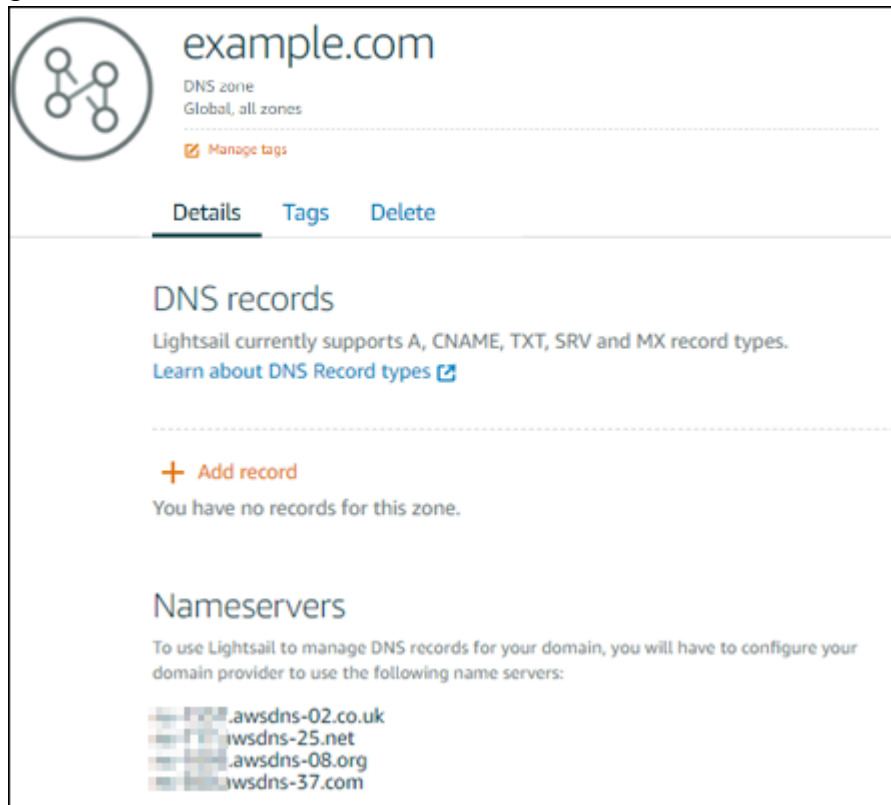 example.com
DNS zone
Global, all zones
Manage tags
Details Tags Delete
DNS records
Lightsail currently supports A, CNAME, TXT, SRV and MX record types.
Learn about DNS Record types
+ Add record
You have no records for this zone.
Nameservers
To use Lightsail to manage DNS records for your domain, you will have to configure your
domain provider to use the following name servers:
.awsdns-02.co.uk
wsdns-25.net
.awsdns-08.org
wsdns-37.com